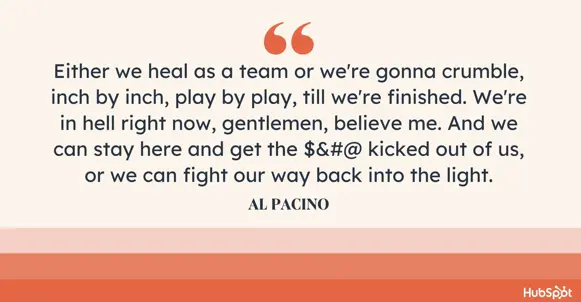 Either we heal as a team or we're gonna crumble,
inch by inch, play by play, till we're finished. We're
in hell right now, gentlemen, believe me. And we
can stay here and get the $&#@ kicked out of us,
or we can fight our way back into the light.
AL PACINO
HubSpot